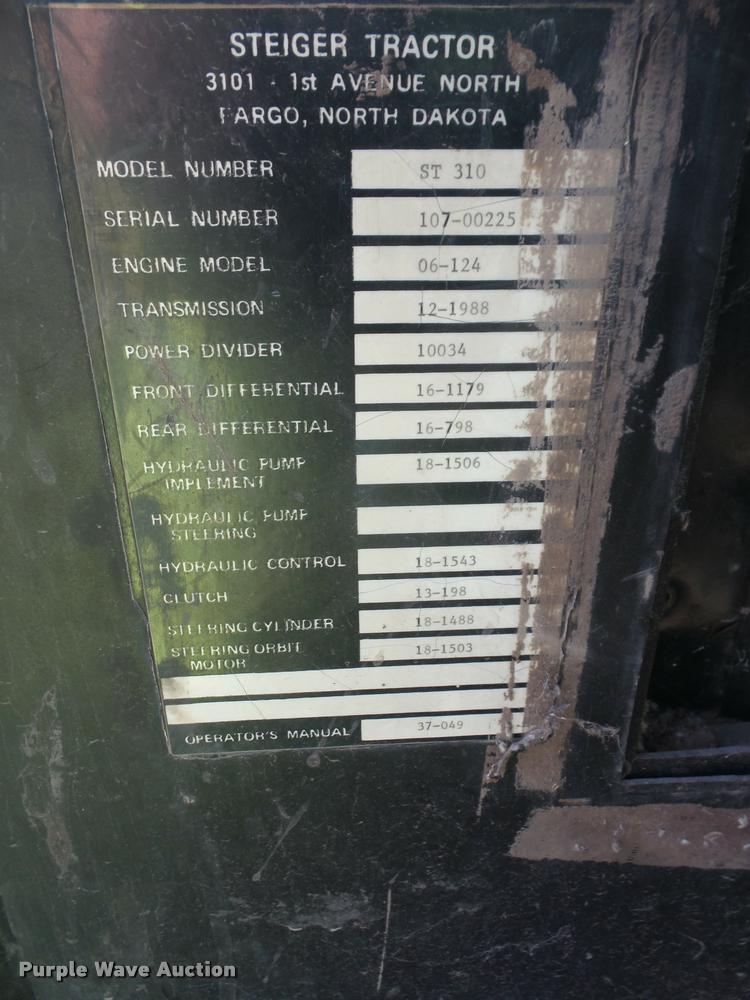 STEIGER TRACTOR
3101 - 1st AVENUE NORTH
FARGO, NORTH DAKOTA
MODEL NUMBER ST 310
SERIAL NUMBER 107-00225
ENGINE MODEL 06-124
TRANSMISSION 12-1988
POWER DIVIDER 10034
FRONT DIFFERENTIAL 16-1179
REAR DIFFERENTIAL 16-798
HYDRAULIC PUMP 18-1506
IMPLEMENT
HYDRAULIC PUMP
STEERING
HYDRAULIC CONTROL 18-1543
CLUTCH 13-198
STEERING CYLINDER 18-1488
STEERING ORBIT 18-1503
MOTOR
OPERATOR'S MANUAL 37-049
Purple Wave Auction